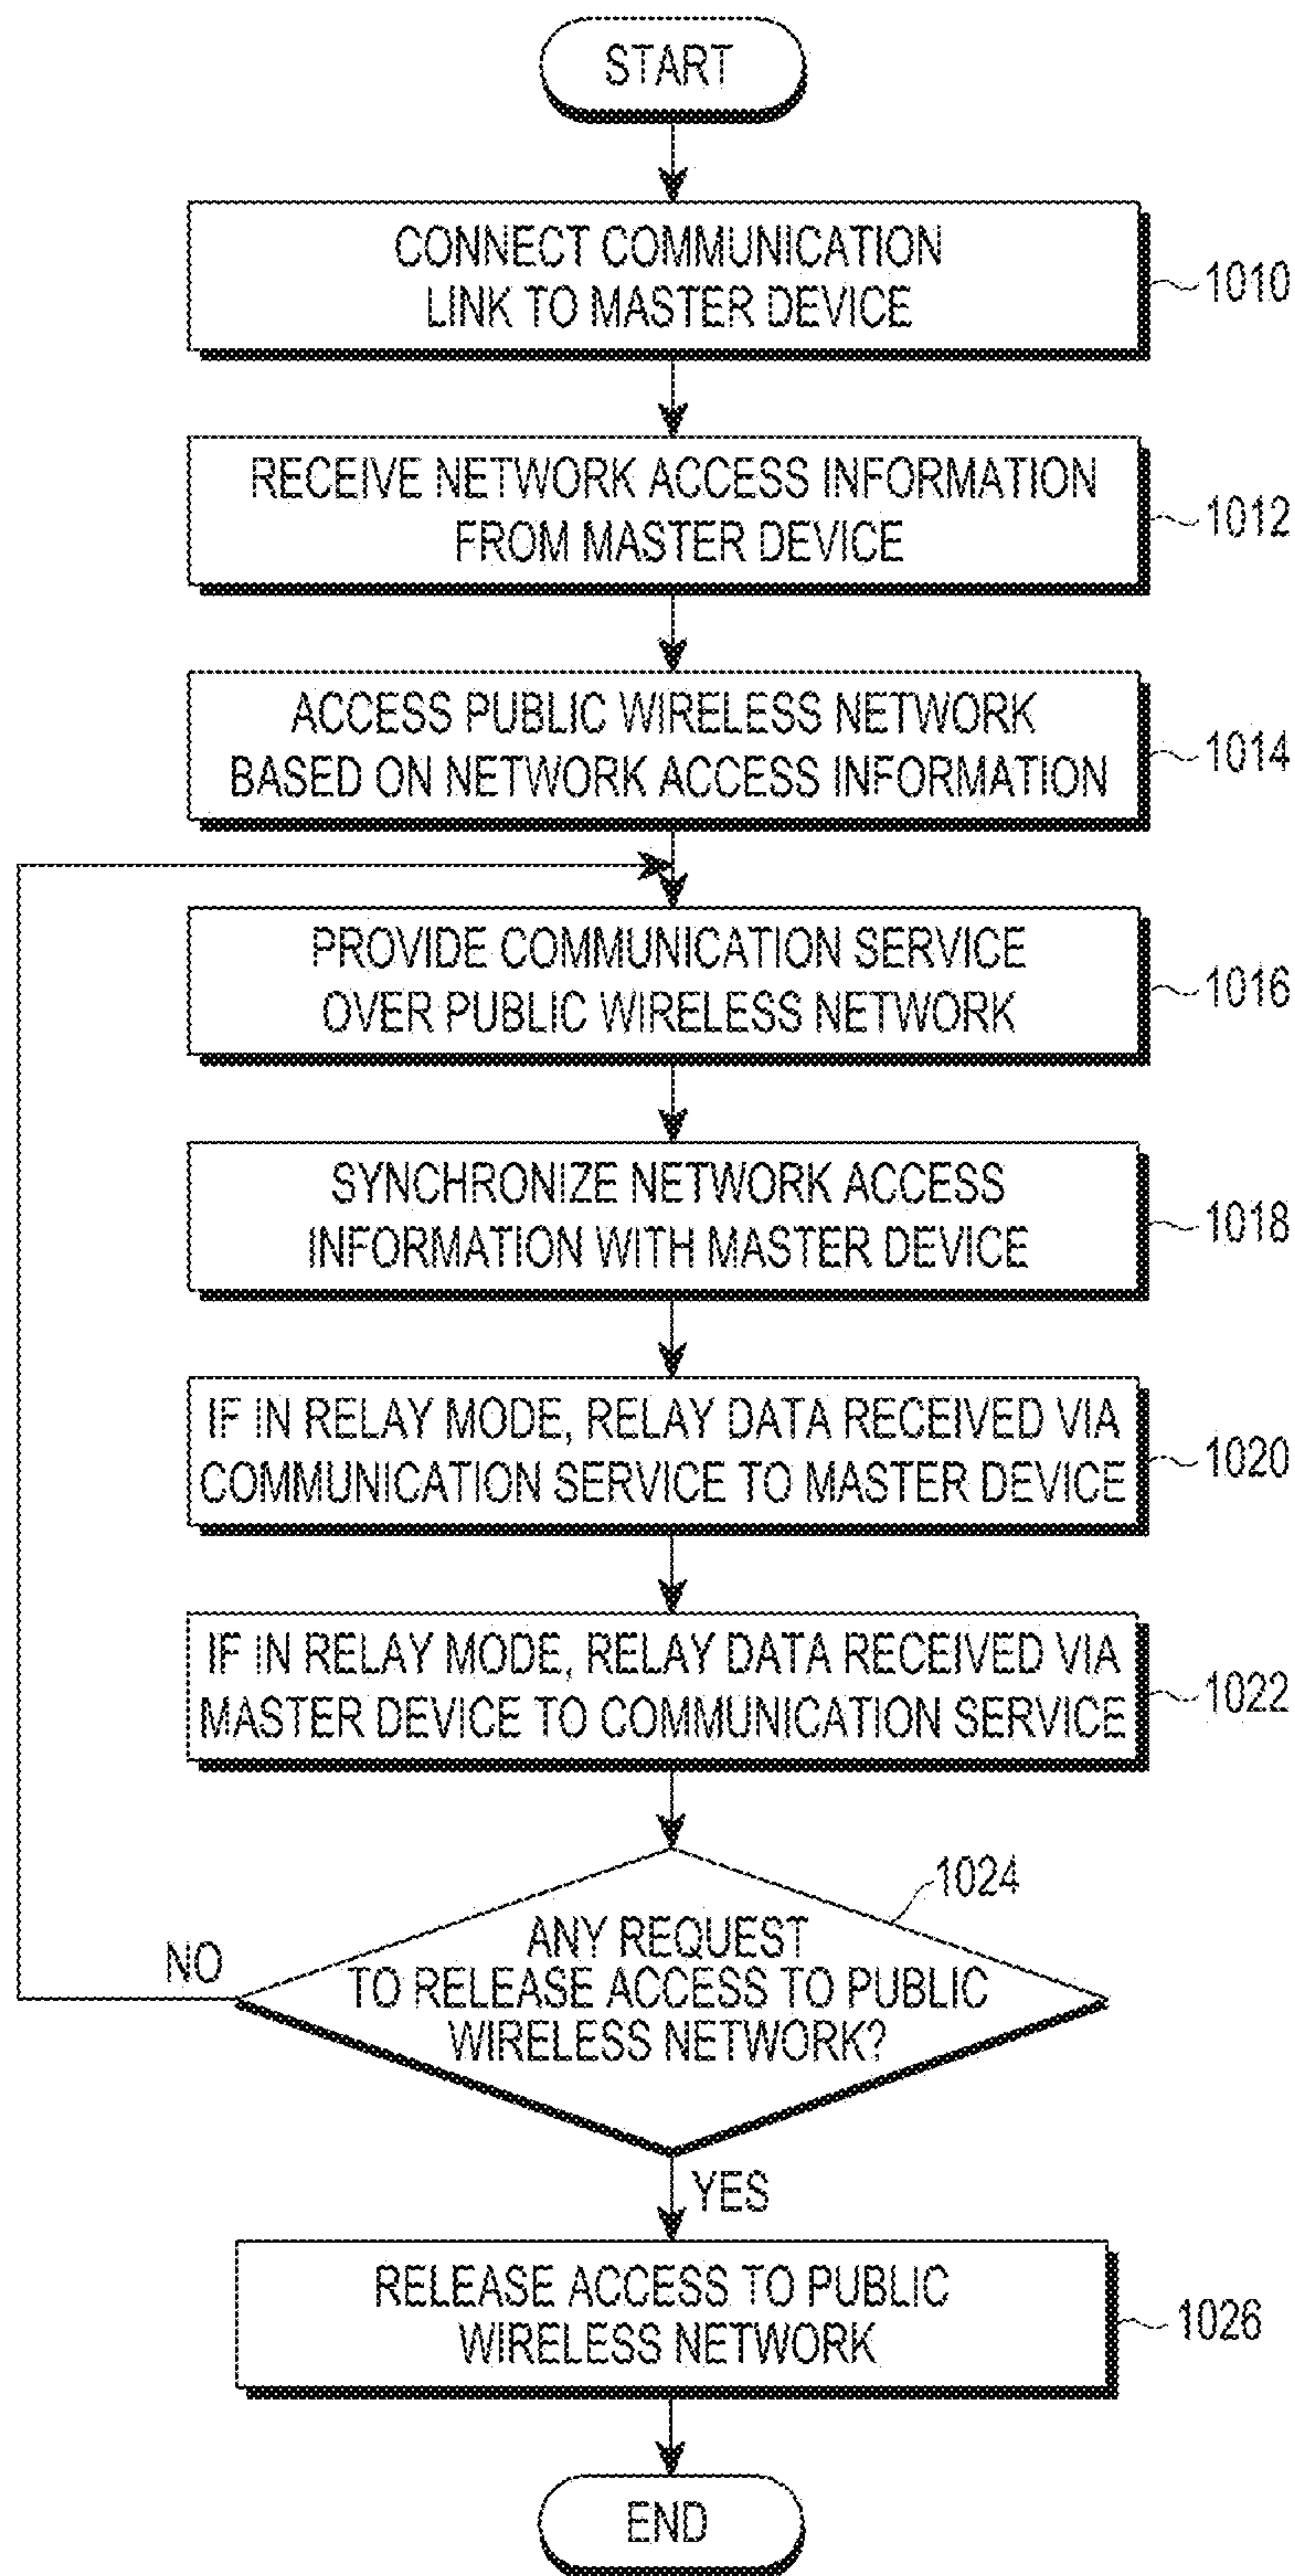 START
CONNECT COMMUNICATION
LINK TO MASTER DEVICE
1010
RECEIVE NETWORK ACCESS INFORMATION
FROM MASTER DEVICE
1012
ACCESS PUBLIC WIRELESS NETWORK
BASED ON NETWORK ACCESS INFORMATION
1014
PROVIDE COMMUNICATION SERVICE
OVER PUBLIC WIRELESS NETWORK
1016
SYNCHRONIZE NETWORK ACCESS
INFORMATION WITH MASTER DEVICE
1018
IF IN RELAY MODE, RELAY DATA RECEIVED VIA
COMMUNICATION SERVICE TO MASTER DEVICE
1020
IF IN RELAY MODE, RELAY DATA RECEIVED VIA
MASTER DEVICE TO COMMUNICATION SERVICE
1022
1024
ANY REQUEST
TO RELEASE ACCESS TO PUBLIC
WIRELESS NETWORK?
NO
YES
RELEASE ACCESS TO PUBLIC
WIRELESS NETWORK
1026
END